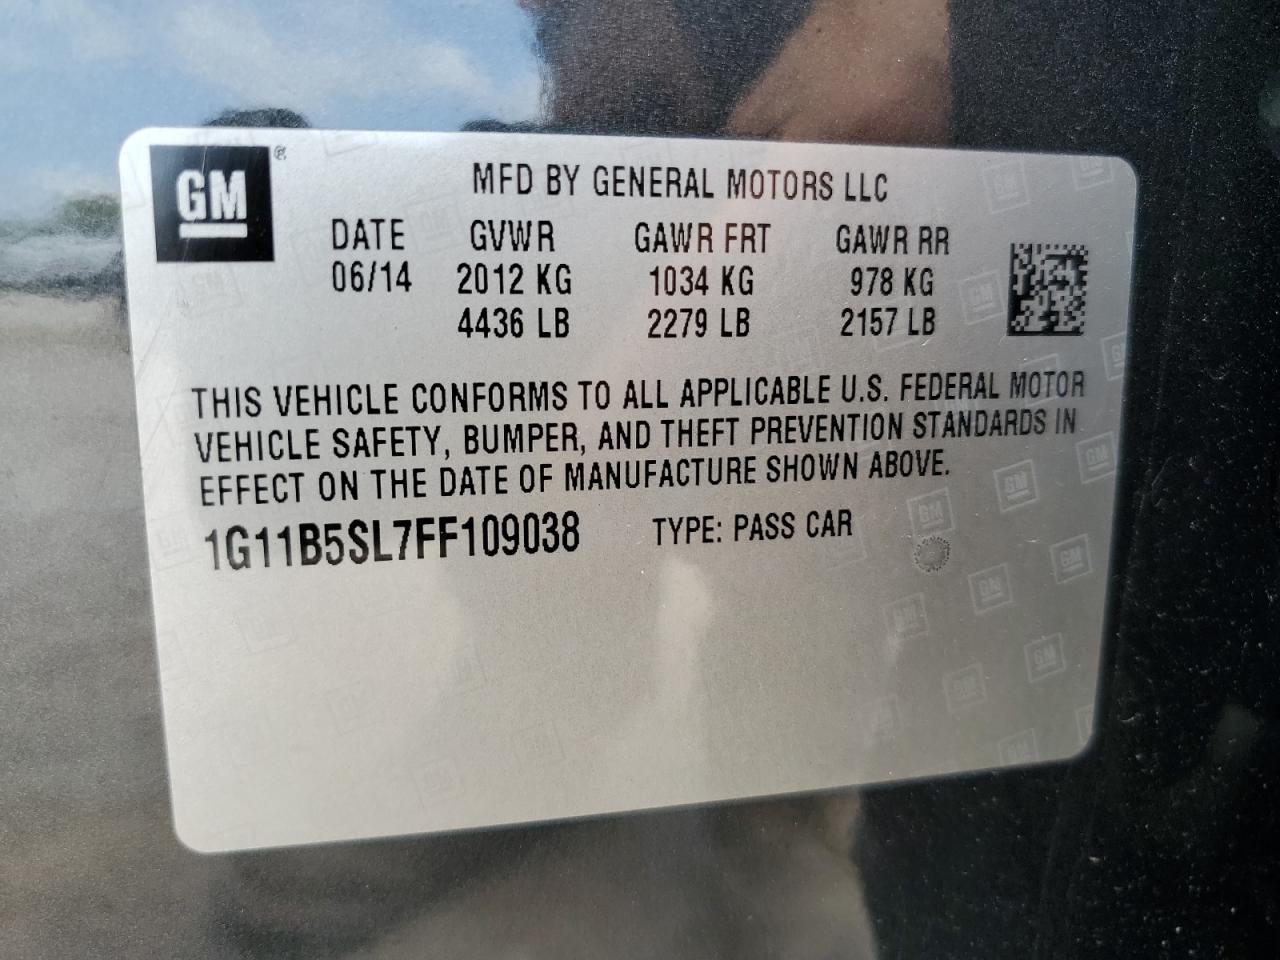 GM ®
MFD BY GENERAL MOTORS LLC
DATE GVWR GAWR FRT GAWR RR
06/14 2012 KG 1034 KG 978 KG
4436 LB 2279 LB 2157 LB
THIS VEHICLE CONFORMS TO ALL APPLICABLE U.S. FEDERAL MOTOR
VEHICLE SAFETY, BUMPER, AND THEFT PREVENTION STANDARDS IN
EFFECT ON THE DATE OF MANUFACTURE SHOWN ABOVE.
1G11B5SL7FF109038 TYPE: PASS CAR